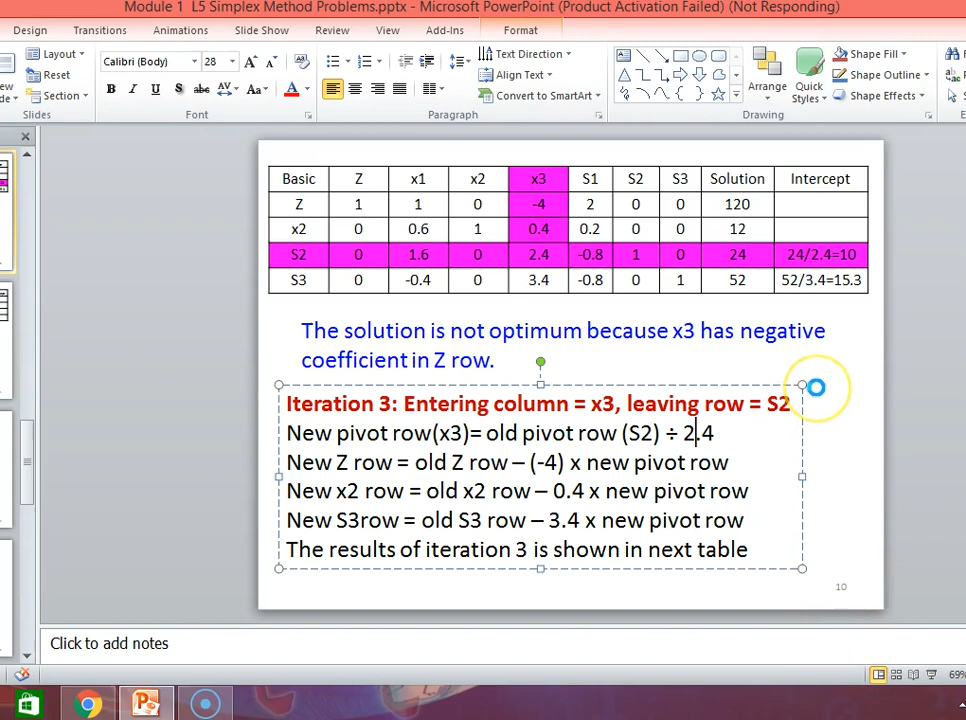 Module 1  L5 Simplex Method Problems.pptx - Microsoft PowerPoint (Product Activation Failed) (Not Responding)
Design Transitions Animations Slide Show Review View Add-Ins Format
Layout Calibri (Body) 28 Text Direction Shape Fill
Reset Align Text Shape Outline
Section Convert to SmartArt Arrange Quick Styles Shape Effects
Slides Font Paragraph Drawing
Basic Z x1 x2 x3 S1 S2 S3 Solution Intercept
Z 1 1 0 -4 2 0 0 120
x2 0 0.6 1 0.4 0.2 0 0 12
S2 0 1.6 0 2.4 -0.8 1 0 24 24/2.4=10
S3 0 -0.4 0 3.4 -0.8 0 1 52 52/3.4=15.3
The solution is not optimum because x3 has negative
coefficient in Z row.
Iteration 3: Entering column = x3, leaving row = S2
New pivot row(x3)= old pivot row (S2) ÷ 2.4
New Z row = old Z row – (-4) x new pivot row
New x2 row = old x2 row – 0.4 x new pivot row
New S3row = old S3 row – 3.4 x new pivot row
The results of iteration 3 is shown in next table
10
Click to add notes
69%